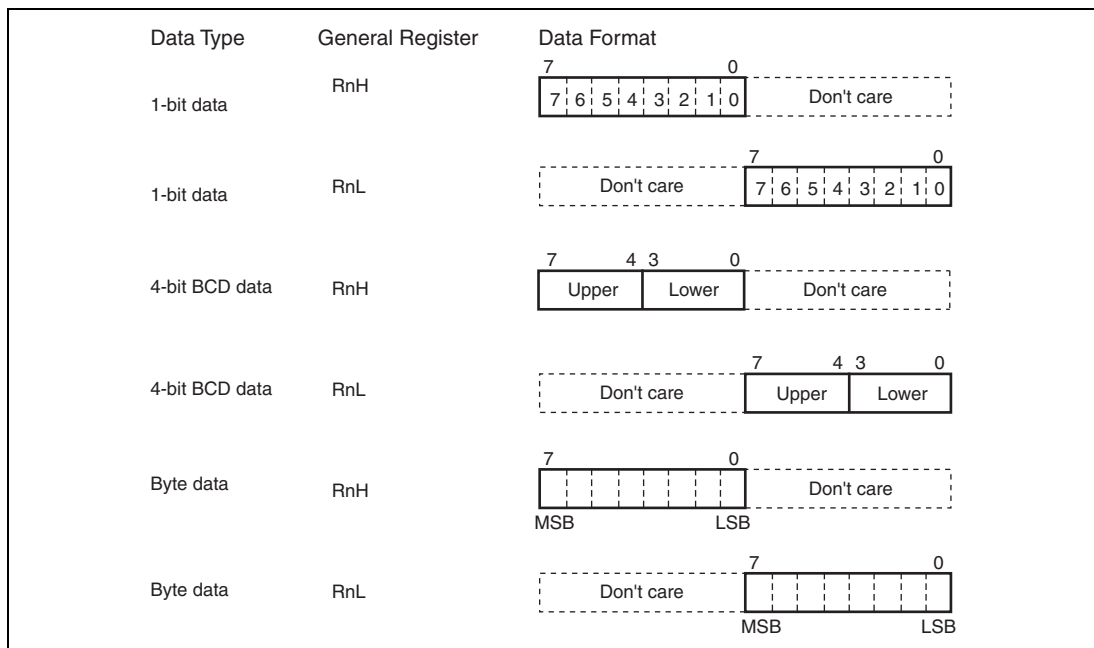 Data Type General Register Data Format
7 0
1-bit data RnH 7 6 5 4 3 2 1 0 Don't care
7 0
1-bit data RnL Don't care 7 6 5 4 3 2 1 0
7 4 3 0
4-bit BCD data RnH Upper Lower Don't care
7 4 3 0
4-bit BCD data RnL Don't care Upper Lower
7 0
Byte data RnH Don't care
MSB LSB
7 0
Byte data RnL Don't care
MSB LSB